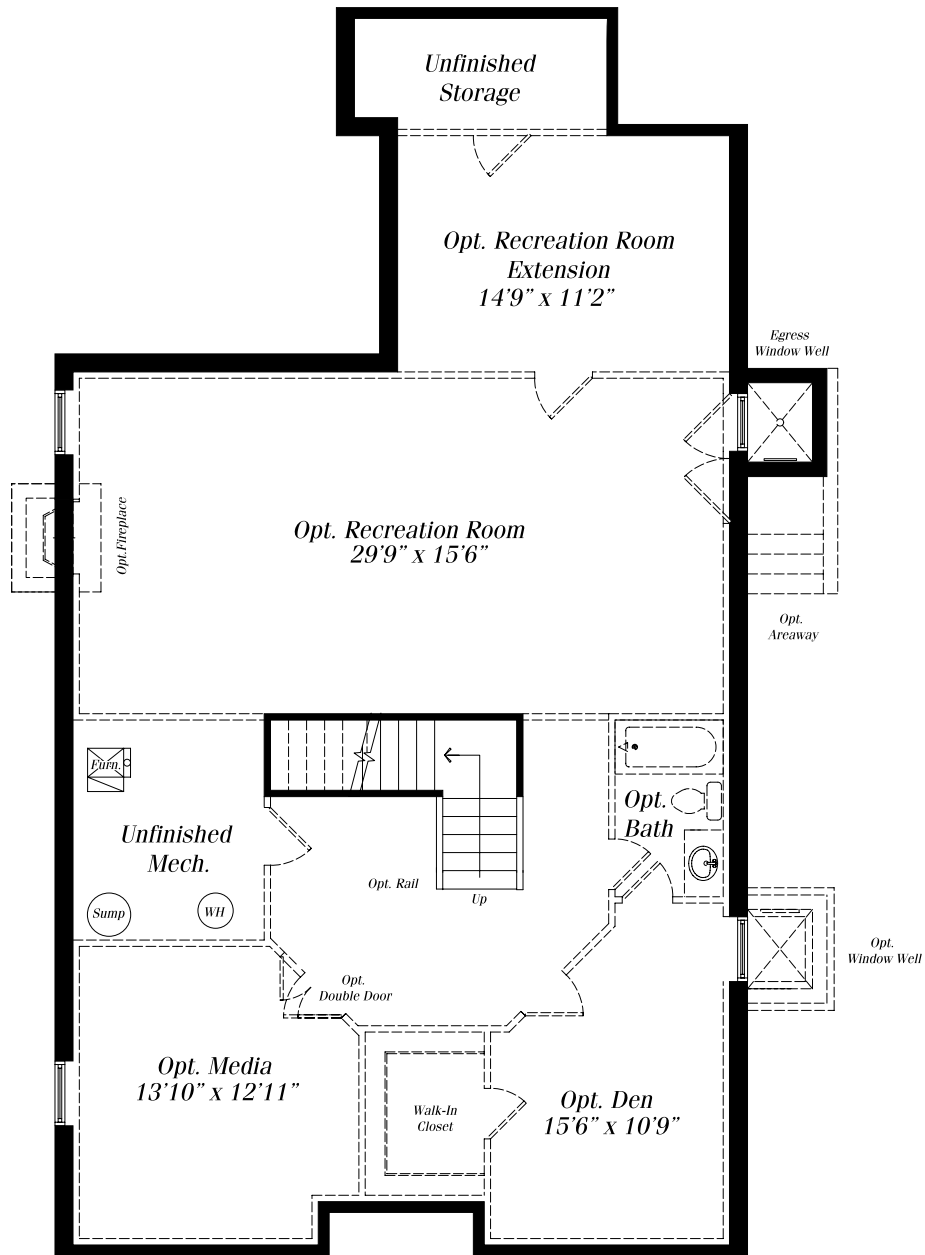 Unfinished
Storage
Opt. Recreation Room
Extension
14'9" x 11'2"
Egress
Window Well
Opt. Fireplace
Opt. Recreation Room
29'9" x 15'6"
Opt.
Areaway
Furn.
Opt.
Bath
Unfinished
Mech.
Opt. Rail
Up
Sump
WH
Opt.
Window Well
Opt.
Double Door
Opt. Media
13'10" x 12'11"
Walk-In
Closet
Opt. Den
15'6" x 10'9"